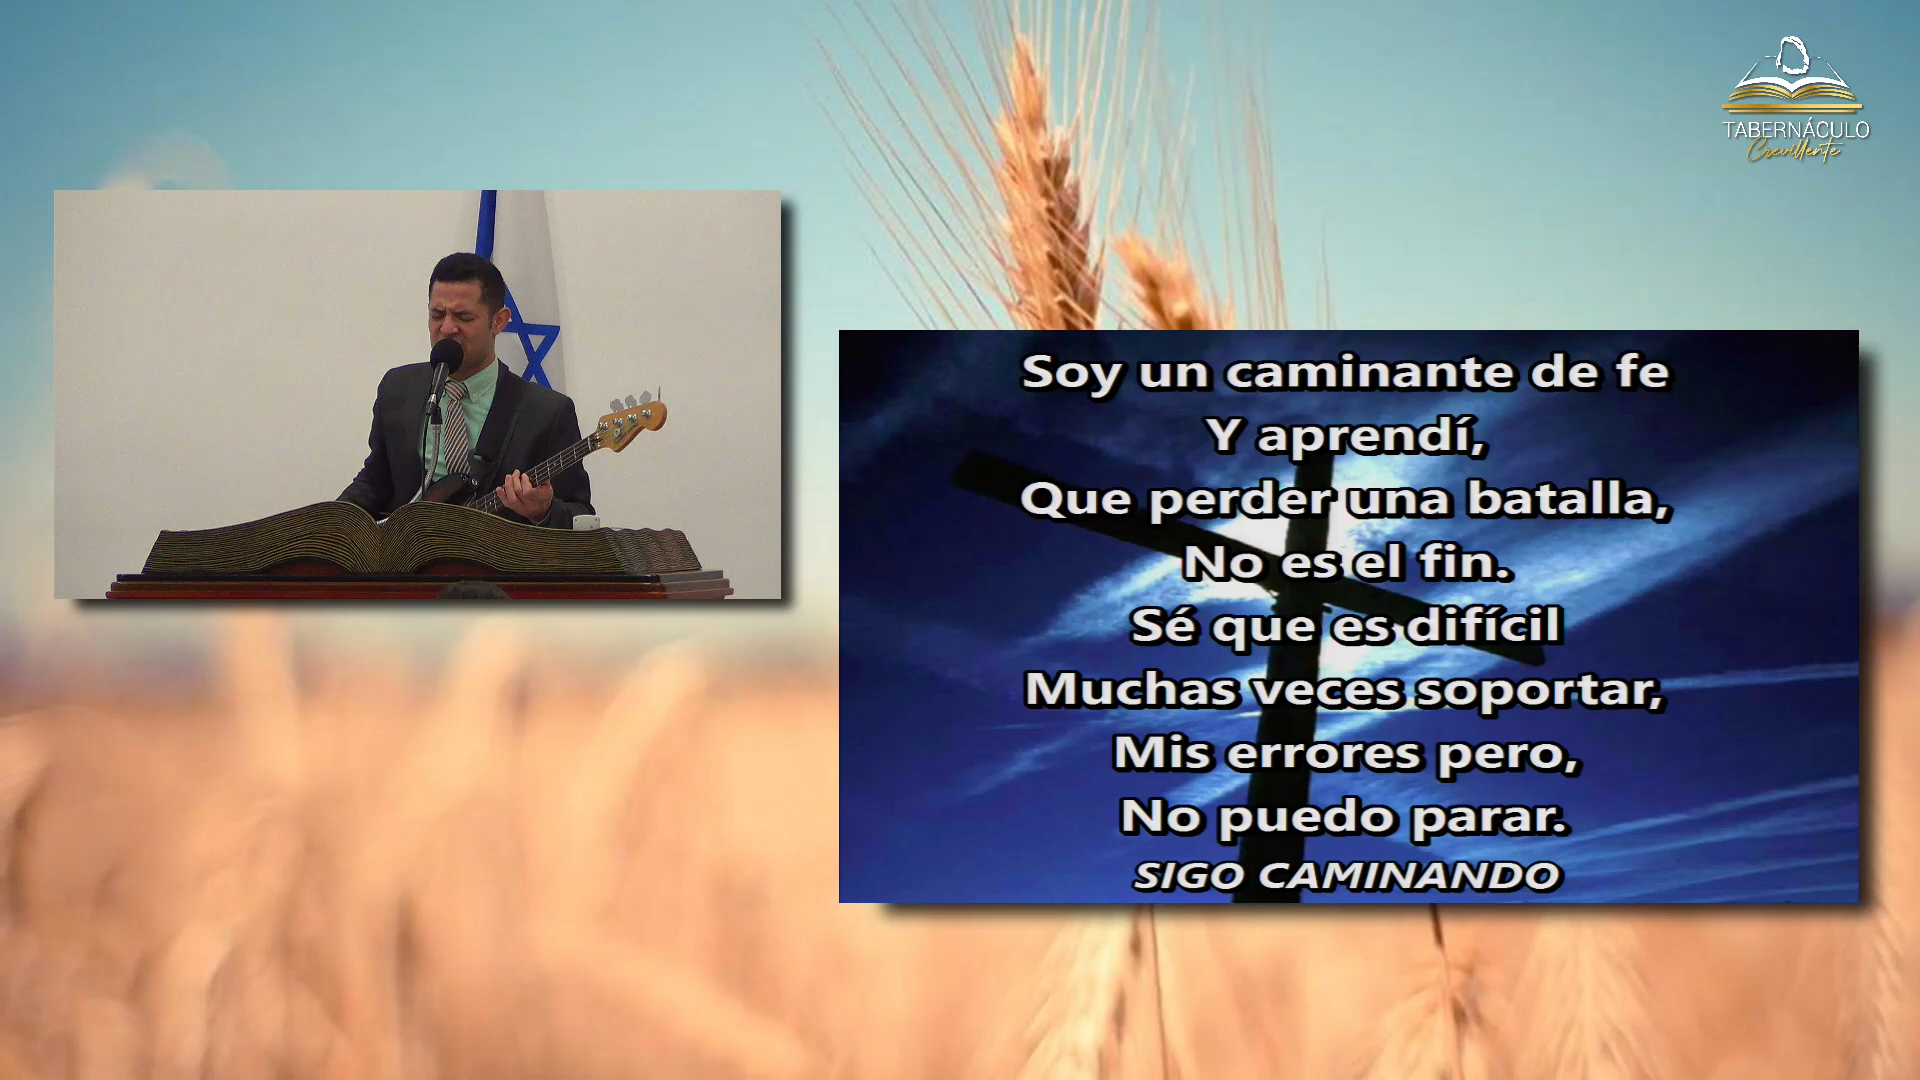 TABERNÁCULO
Crevillente
Soy un caminante de fe
Y aprendí,
Que perder una batalla,
No es el fin.
Sé que es difícil
Muchas veces soportar,
Mis errores pero,
No puedo parar.
SIGO CAMINANDO